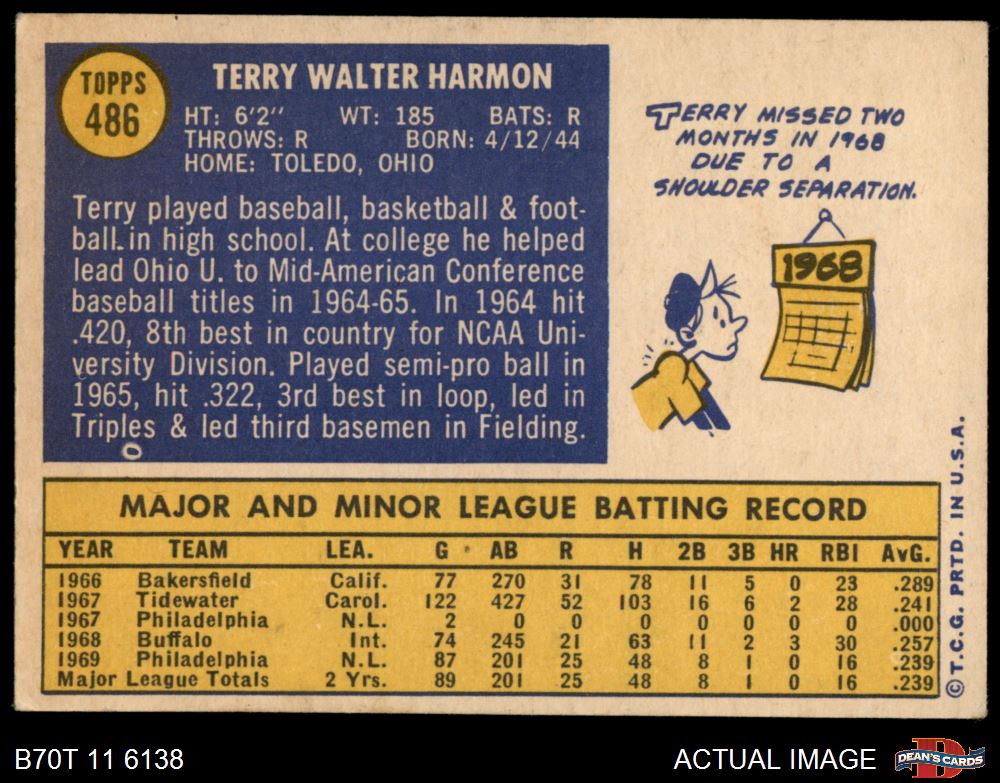 TOPPS
486
TERRY WALTER HARMON
HT: 6'2" WT: 185 BATS: R
THROWS: R BORN: 4/12/44
HOME: TOLEDO, OHIO
Terry played baseball, basketball & foot-
ball in high school. At college he helped
lead Ohio U. to Mid-American Conference
baseball titles in 1964-65. In 1964 hit
.420, 8th best in country for NCAA Uni-
versity Division. Played semi-pro ball in
1965, hit .322, 3rd best in loop, led in
Triples & led third basemen in Fielding.
TERRY MISSED TWO
MONTHS IN 1968
DUE TO A
SHOULDER SEPARATION.
1968
MAJOR AND MINOR LEAGUE BATTING RECORD
YEAR TEAM LEA. G AB R H 2B 3B HR RBI AVG.
1966 Bakersfield Calif. 77 270 31 78 11 5 0 23 .289
1967 Tidewater Carol. 122 427 52 103 16 6 2 28 .241
1967 Philadelphia N.L. 2 0 0 0 0 0 0 0 .000
1968 Buffalo Int. 74 245 21 63 11 2 3 30 .257
1969 Philadelphia N.L. 87 201 25 48 8 1 0 16 .239
Major League Totals 2 Yrs. 89 201 25 48 8 1 0 16 .239
©T.C.G. PRTD. IN U.S.A.
B70T 11 6138
ACTUAL IMAGE
D
DEAN'S CARDS